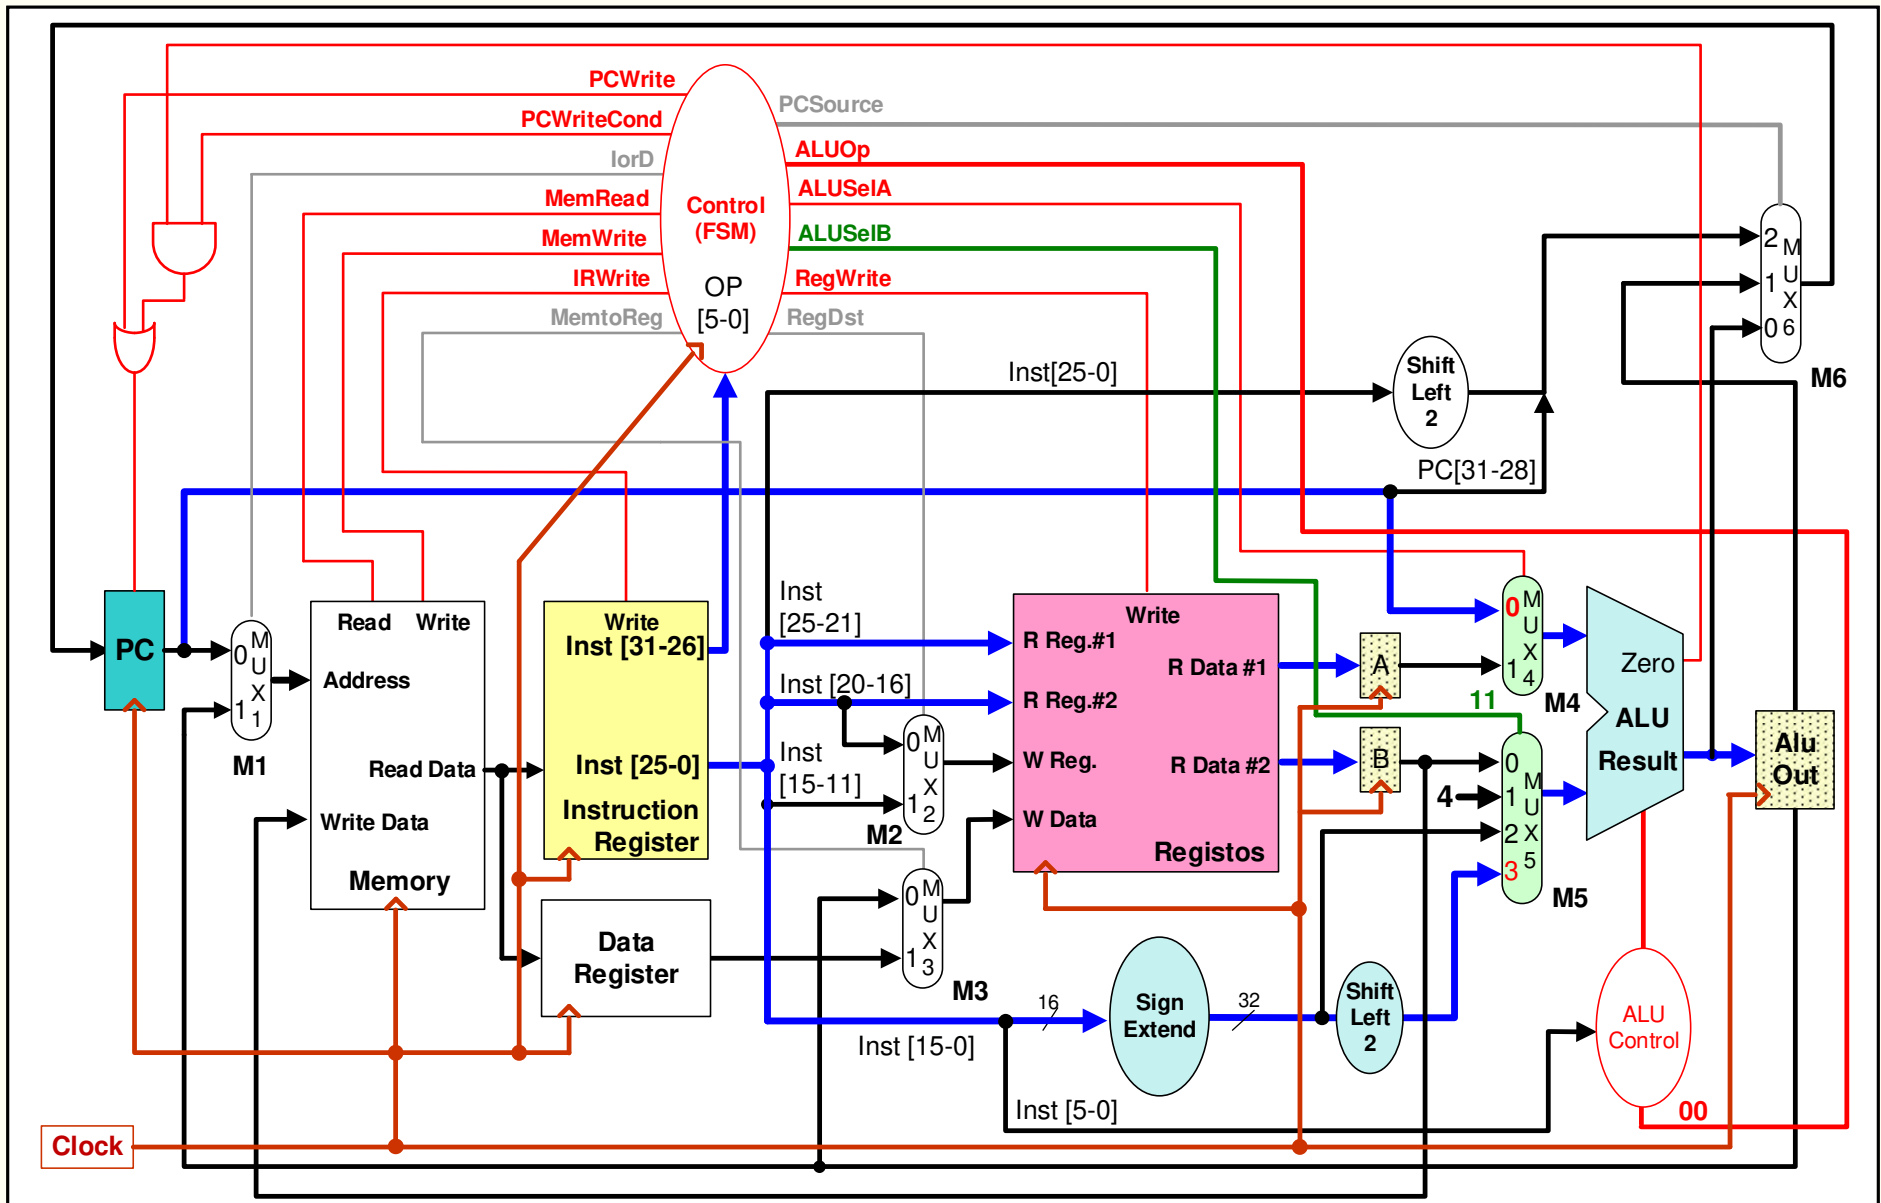 PCWrite
PCWriteCond
IorD
MemRead
MemWrite
IRWrite
MemtoReg
Control
(FSM)
OP
[5-0]
PCSource
ALUOp
ALUSelA
ALUSelB
RegWrite
RegDst
2
1
0
M
U
X
6
M6
Shift
Left
2
Inst[25-0]
PC[31-28]
PC
0
1
M
U
X
1
M1
Read Write
Address
Read Data
Write Data
Memory
Write
Inst [31-26]
Inst [25-0]
Instruction
Register
Data
Register
Inst
[25-21]
Inst [20-16]
Inst
[15-11]
0
1
M
U
X
2
M2
0
1
M
U
X
3
M3
Write
R Reg.#1
R Data #1
R Reg.#2
W Reg.
R Data #2
W Data
Registos
A
B
0
1
M
U
X
4
M4
11
4
0
1
2
3
M
U
X
5
M5
Zero
ALU
Result
Alu
Out
Inst [15-0]
16
Sign
Extend
32
Shift
Left
2
ALU
Control
00
Inst [5-0]
Clock